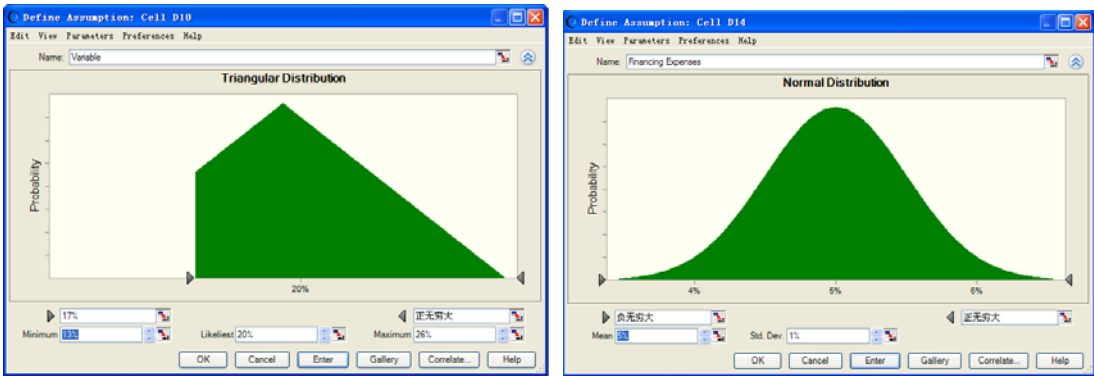 Define Assumption: Cell D10
Edit View Parameters Preferences Help
Name: Variable
Triangular Distribution
Probability
20%
17%
正无穷大
Minimum 13% Likeliest 20% Maximum 26%
OK Cancel Enter Gallery Correlate... Help
Define Assumption: Cell D14
Edit View Parameters Preferences Help
Name: Financing Expenses
Normal Distribution
Probability
4% 5% 6%
负无穷大
正无穷大
Mean 5% Std. Dev. 1%
OK Cancel Enter Gallery Correlate... Help